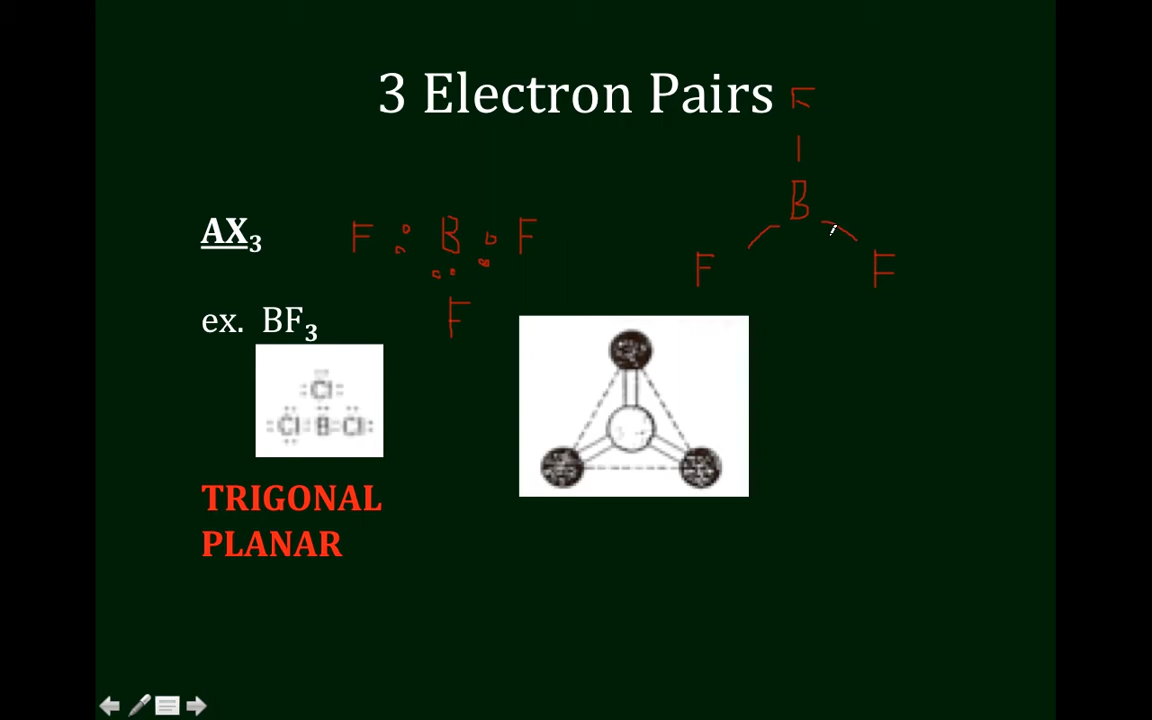 3 Electron Pairs
F
B
F F
AX₃
F : B : F
F
ex. BF₃
:Cl:
:Cl:B:Cl:
TRIGONAL
PLANAR